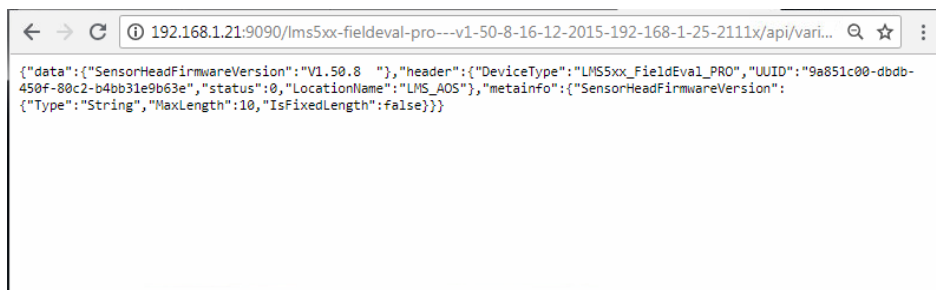 192.168.1.21:9090/lms5xx-fieldeval-pro---v1-50-8-16-12-2015-192-168-1-25-2111x/api/vari...
{"data":{"SensorHeadFirmwareVersion":"V1.50.8  "},"header":{"DeviceType":"LMS5xx_FieldEval_PRO","UUID":"9a851c00-dbdb-
450f-80c2-b4bb31e9b63e","status":0,"LocationName":"LMS_AOS"},"metainfo":{"SensorHeadFirmwareVersion":
{"Type":"String","MaxLength":10,"IsFixedLength":false}}}